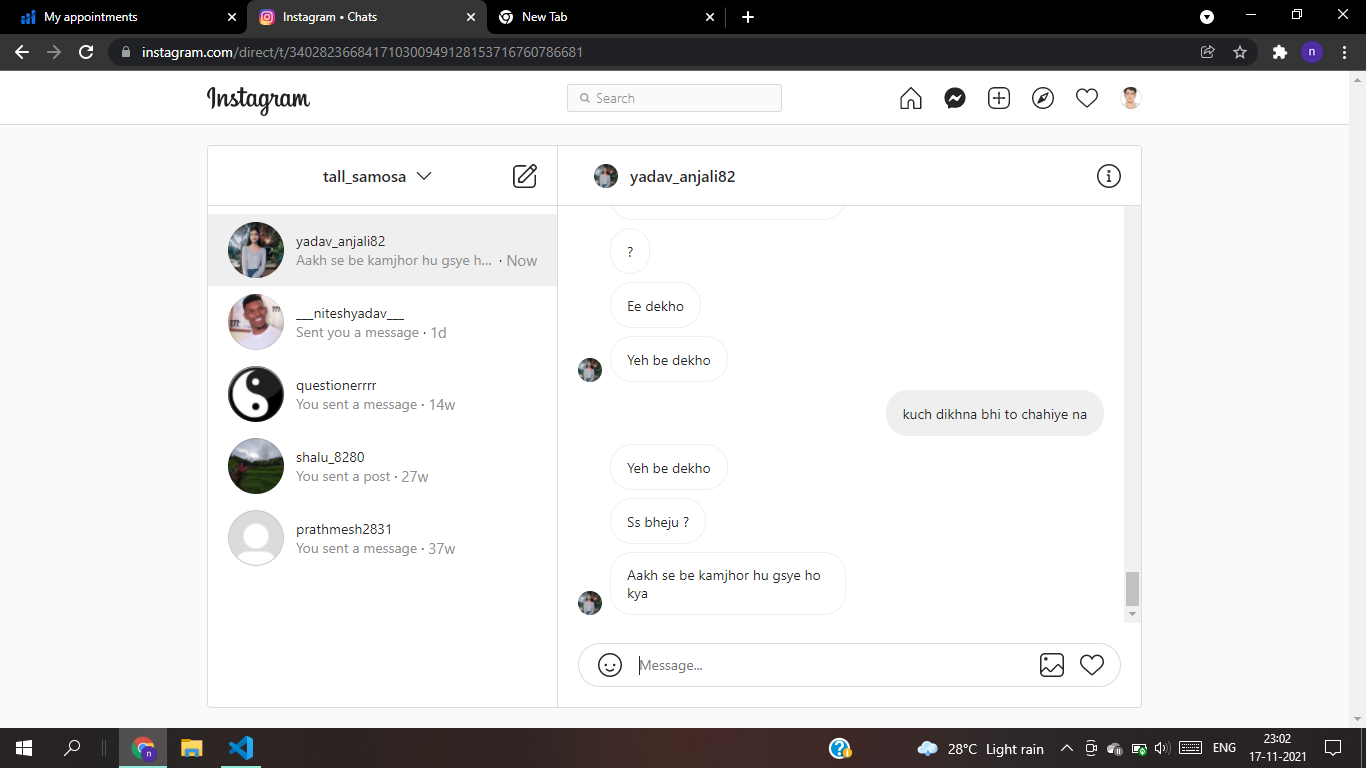 My appointments
Instagram • Chats
New Tab
instagram.com/direct/t/340282366841710300949128153716760786681
n
Instagram
Search
tall_samosa
yadav_anjali82
yadav_anjali82
Aakh se be kamjhor hu gsye h... · Now
___niteshyadav___
Sent you a message · 1d
questionerrrr
You sent a message · 14w
shalu_8280
You sent a post · 27w
prathmesh2831
You sent a message · 37w
?
Ee dekho
Yeh be dekho
kuch dikhna bhi to chahiye na
Yeh be dekho
Ss bheju ?
Aakh se be kamjhor hu gsye ho
kya
Message...
n
28°C Light rain
ENG
23:02
17-11-2021